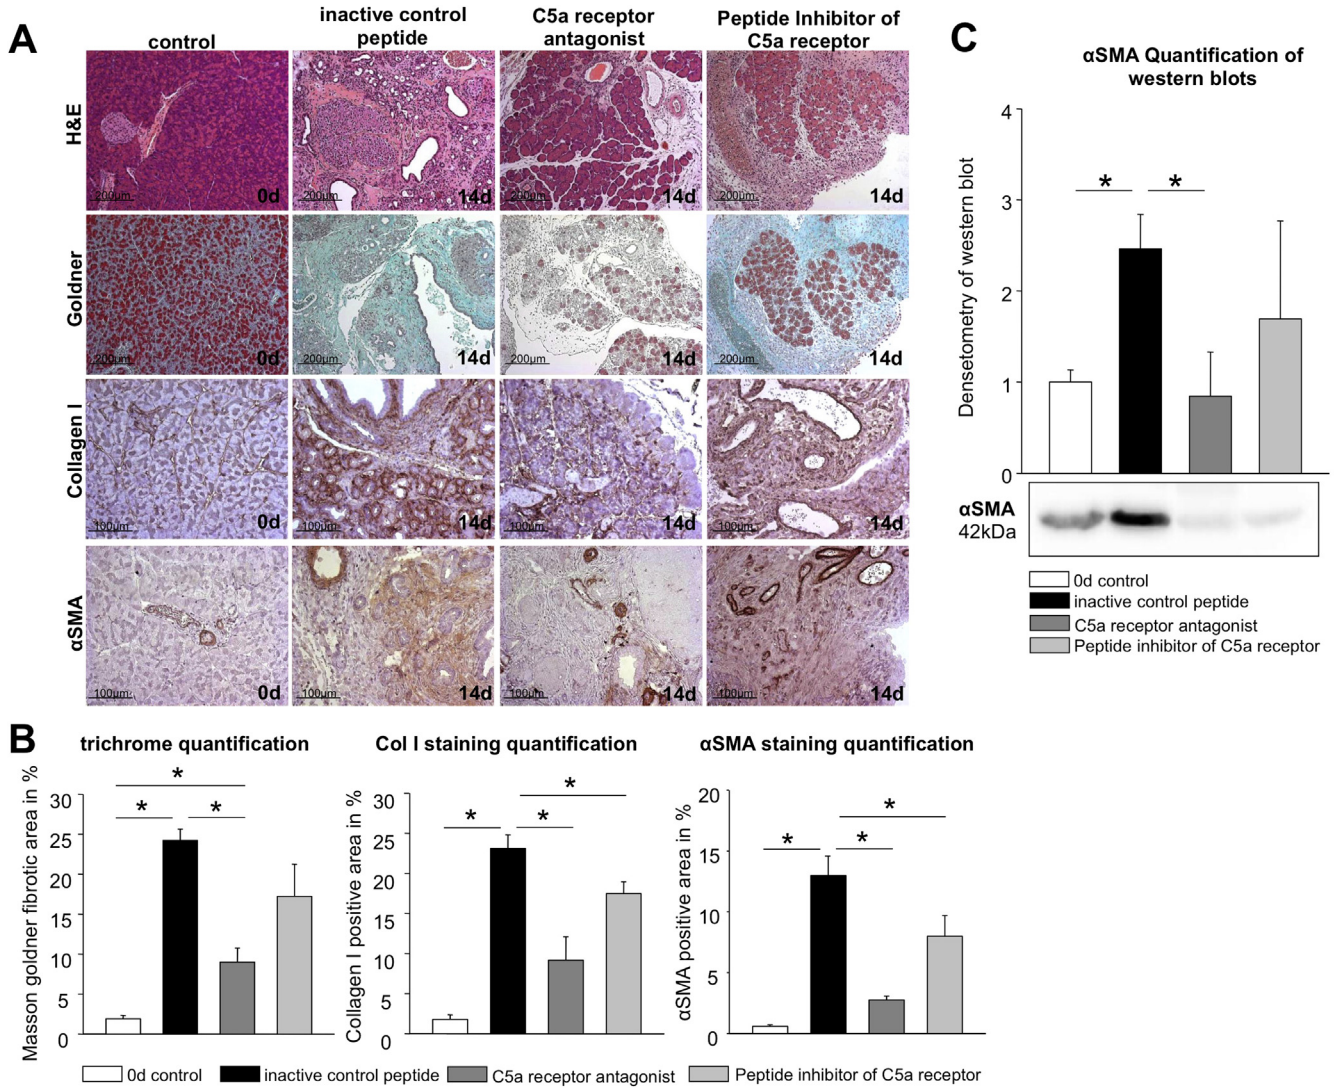 A
control
inactive control
peptide
C5a receptor
antagonist
Peptide Inhibitor of
C5a receptor
H&E
200µm
0d
200µm
14d
200µm
14d
200µm
14d
Goldner
200µm
0d
200µm
14d
200µm
14d
200µm
14d
Collagen I
100µm
0d
100µm
14d
100µm
14d
100µm
14d
αSMA
100µm
0d
100µm
14d
100µm
14d
100µm
14d
C
αSMA Quantification of
western blots
Densetometry of western blot
4
3
2
1
0
* *
αSMA
42kDa
0d control
inactive control peptide
C5a receptor antagonist
Peptide inhibitor of C5a receptor
B
trichrome quantification
Masson goldner fibrotic area in %
30
25
20
15
10
5
0
*
* *
Col I staining quantification
Collagen I positive area in %
30
25
20
15
10
5
0
*
* *
αSMA staining quantification
αSMA positive area in %
20
15
10
5
0
*
* *
0d control
inactive control peptide
C5a receptor antagonist
Peptide inhibitor of C5a receptor